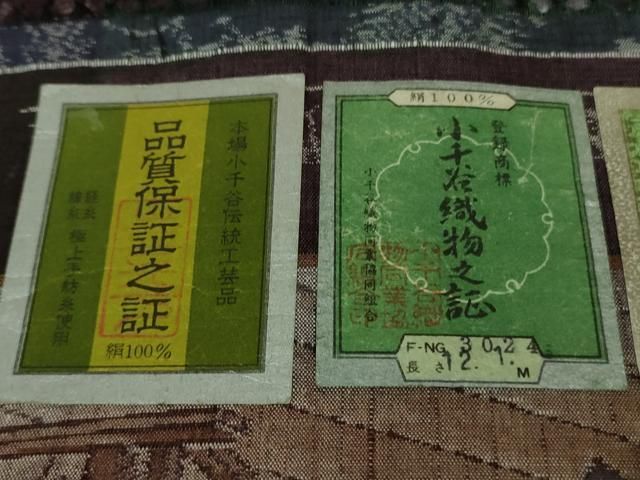 本場小千谷伝統工芸品
品質保証之証
経糸
緯糸 極上手紡糸使用
絹100%
絹100%
登録商標
小千谷織物之証
小千谷織物同業協同組合
F-NG 3024
長さ 12.1.M